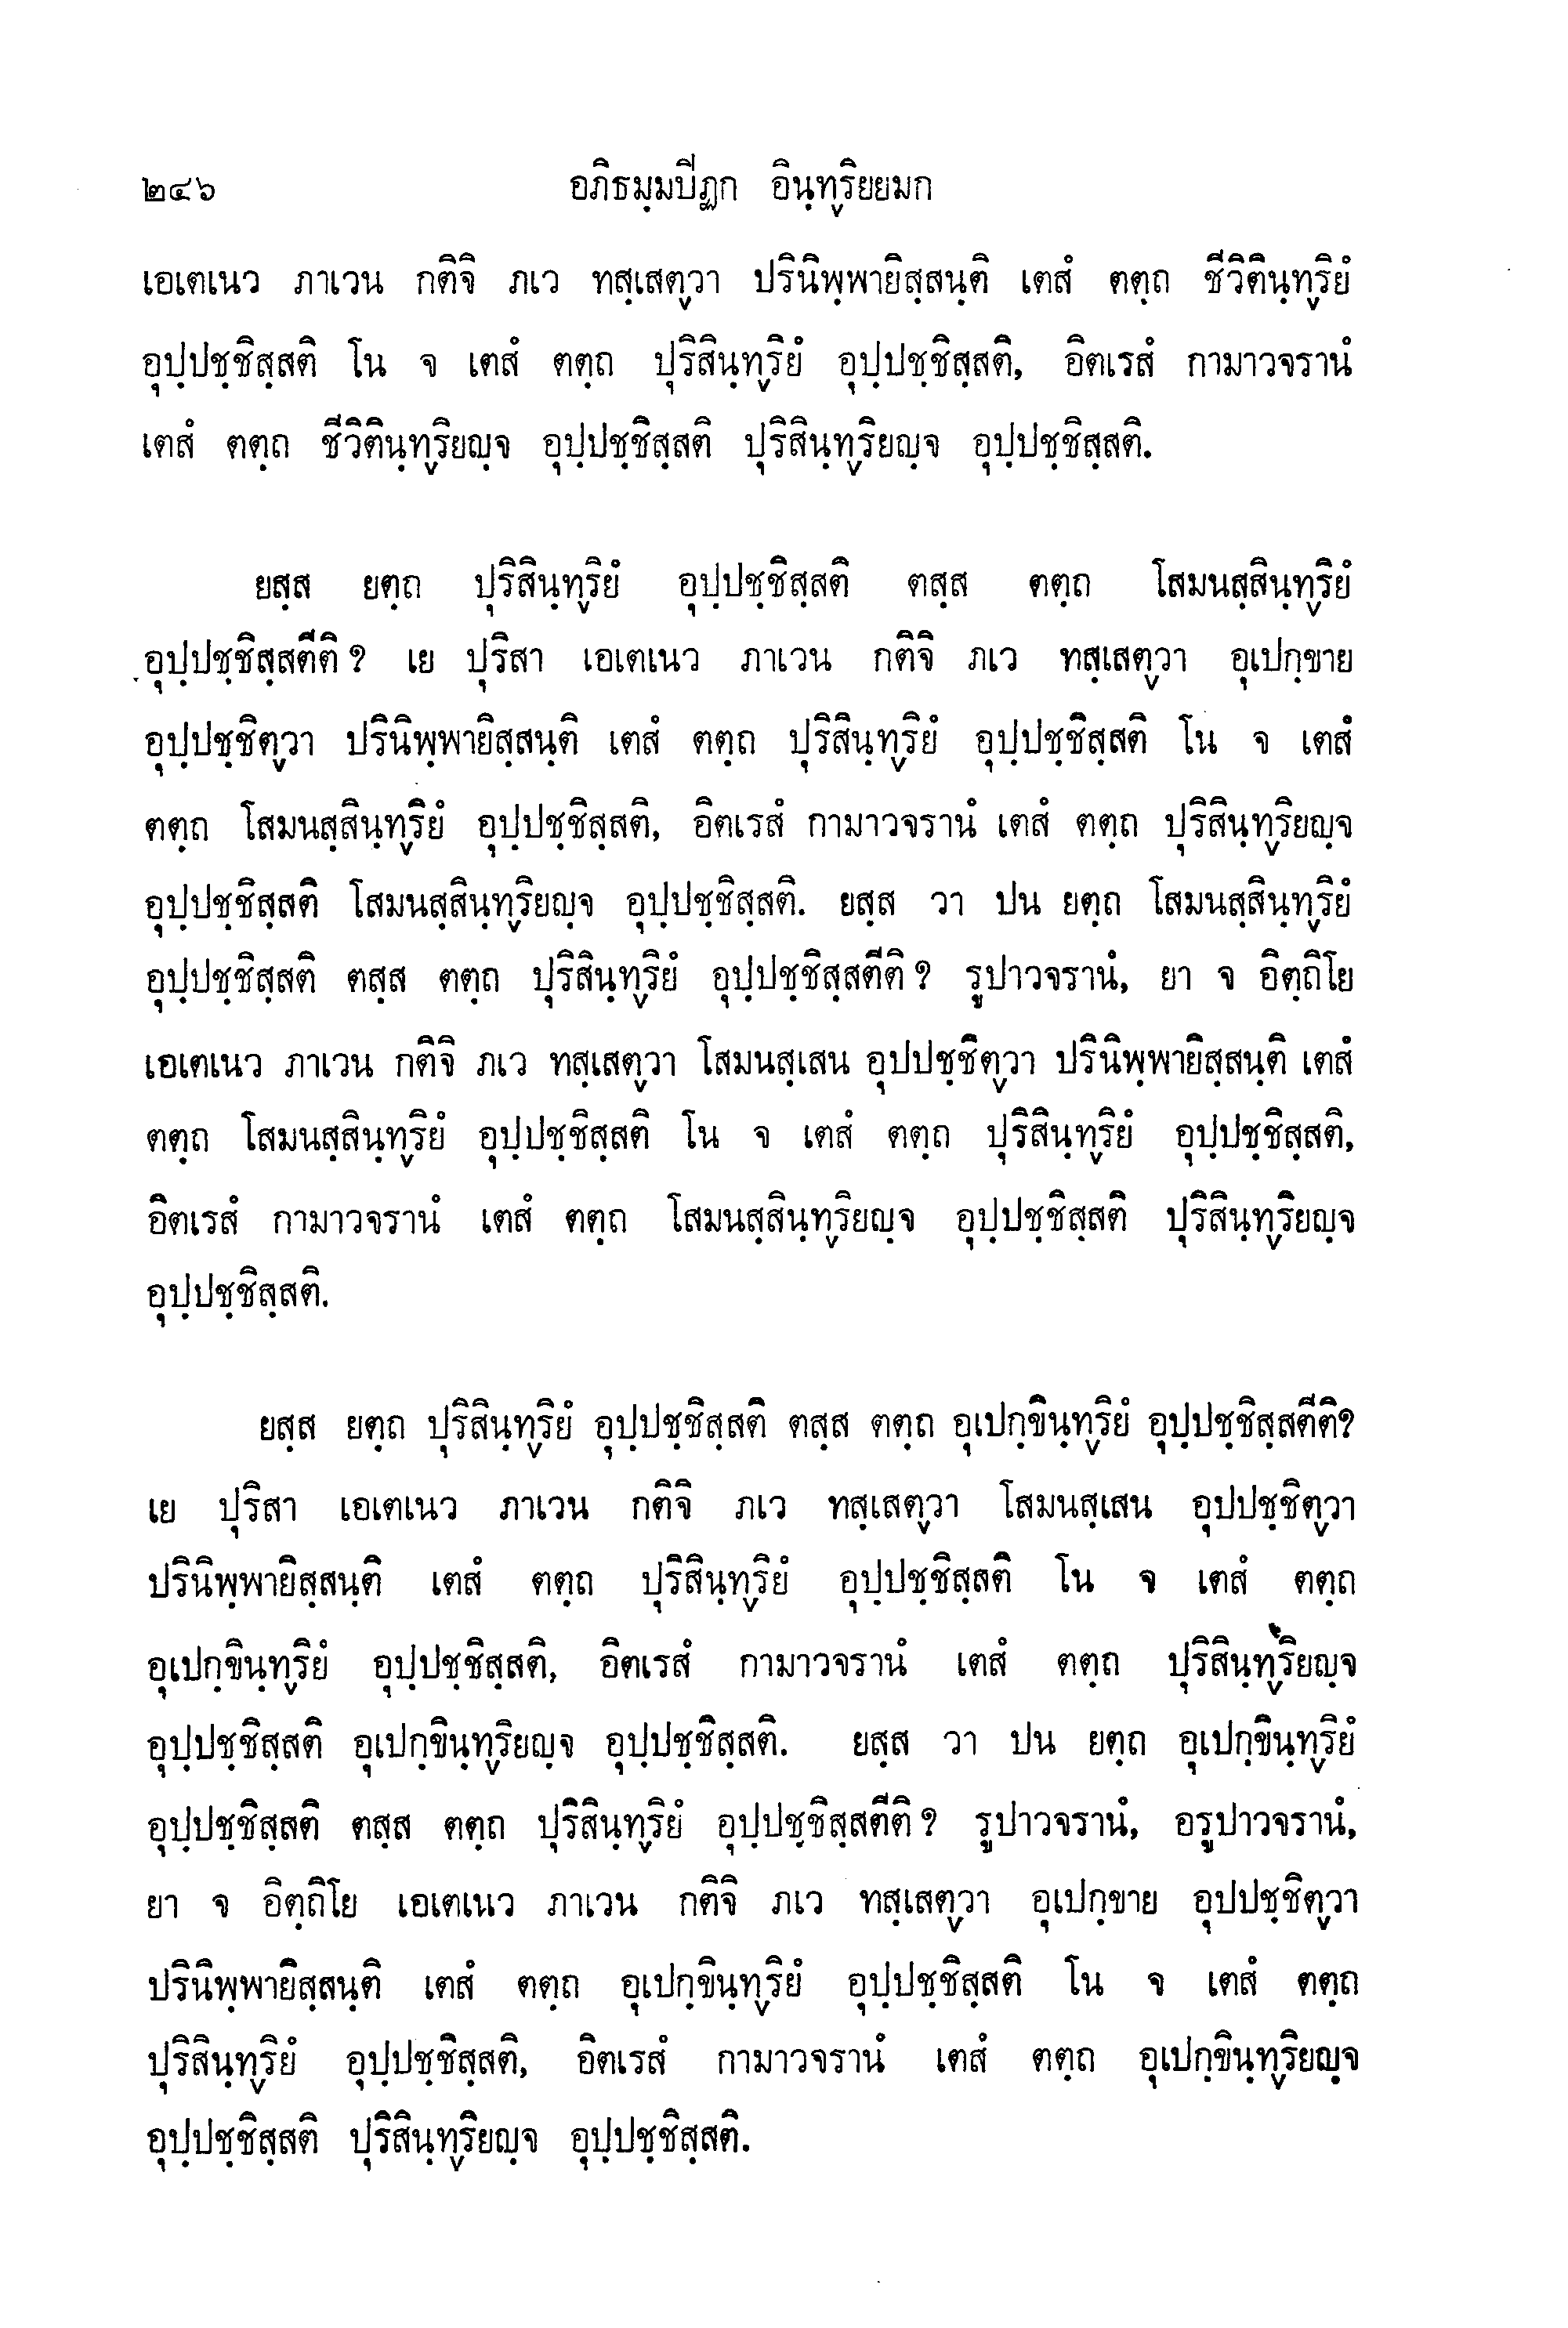 ๒๔๖ อภิธมฺมปิฏก อินฺท๎ริยยมก
เอเตเนว ภาเวน กติจิ ภเว ทสฺเสต๎วา ปรินิพฺพายิสฺสนฺติ เตสํ ตตฺถ ชีวิตินฺท๎ริยํ
อุปฺปชฺชิสฺสติ โน จ เตสํ ตตฺถ ปุริสินฺท๎ริยํ อุปฺปชฺชิสฺสติ, อิตเรสํ กามาวจรานํ
เตสํ ตตฺถ ชีวิตินฺท๎ริยญฺจ อุปฺปชฺชิสฺสติ ปุริสินฺท๎ริยญฺจ อุปฺปชฺชิสฺสติ.
ยสฺส ยตฺถ ปุริสินฺท๎ริยํ อุปฺปชฺชิสฺสติ ตสฺส ตตฺถ โสมนสฺสินฺท๎ริยํ
อุปฺปชฺชิสฺสตีติ ? เย ปุริสา เอเตเนว ภาเวน กติจิ ภเว ทสฺเสต๎วา อุเปกฺขาย
อุปฺปชฺชิต๎วา ปรินิพฺพายิสฺสนฺติ เตสํ ตตฺถ ปุริสินฺท๎ริยํ อุปฺปชฺชิสฺสติ โน จ เตสํ
ตตฺถ โสมนสฺสินฺท๎ริยํ อุปฺปชฺชิสฺสติ, อิตเรสํ กามาวจรานํ เตสํ ตตฺถ ปุริสินฺท๎ริยญฺจ
อุปฺปชฺชิสฺสติ โสมนสฺสินฺท๎ริยญฺจ อุปฺปชฺชิสฺสติ. ยสฺส วา ปน ยตฺถ โสมนสฺสินฺท๎ริยํ
อุปฺปชฺชิสฺสติ ตสฺส ตตฺถ ปุริสินฺท๎ริยํ อุปฺปชฺชิสฺสตีติ ? รูปาวจรานํ, ยา จ อิตฺถิโย
เอเตเนว ภาเวน กติจิ ภเว ทสฺเสต๎วา โสมนสฺเสน อุปปชฺชิต๎วา ปรินิพฺพายิสฺสนฺติ เตสํ
ตตฺถ โสมนสฺสินฺท๎ริยํ อุปฺปชฺชิสฺสติ โน จ เตสํ ตตฺถ ปุริสินฺท๎ริยํ อุปฺปชฺชิสฺสติ,
อิตเรสํ กามาวจรานํ เตสํ ตตฺถ โสมนสฺสินฺท๎ริยญฺจ อุปฺปชฺชิสฺสติ ปุริสินฺท๎ริยญฺจ
อุปฺปชฺชิสฺสติ.
ยสฺส ยตฺถ ปุริสินฺท๎ริยํ อุปฺปชฺชิสฺสติ ตสฺส ตตฺถ อุเปกฺขินฺท๎ริยํ อุปฺปชฺชิสฺสตีติ?
เย ปุริสา เอเตเนว ภาเวน กติจิ ภเว ทสฺเสต๎วา โสมนสฺเสน อุปปชฺชิต๎วา
ปรินิพฺพายิสฺสนฺติ เตสํ ตตฺถ ปุริสินฺท๎ริยํ อุปฺปชฺชิสฺสติ โน จ เตสํ ตตฺถ
อุเปกฺขินฺท๎ริยํ อุปฺปชฺชิสฺสติ, อิตเรสํ กามาวจรานํ เตสํ ตตฺถ ปุริสินฺท๎ริยญฺจ
อุปฺปชฺชิสฺสติ อุเปกฺขินฺท๎ริยญฺจ อุปฺปชฺชิสฺสติ. ยสฺส วา ปน ยตฺถ อุเปกฺขินฺท๎ริยํ
อุปฺปชฺชิสฺสติ ตสฺส ตตฺถ ปุริสินฺท๎ริยํ อุปฺปชฺชิสฺสตีติ ? รูปาวจรานํ, อรูปาวจรานํ,
ยา จ อิตฺถิโย เอเตเนว ภาเวน กติจิ ภเว ทสฺเสต๎วา อุเปกฺขาย อุปปชฺชิต๎วา
ปรินิพฺพายิสฺสนฺติ เตสํ ตตฺถ อุเปกฺขินฺท๎ริยํ อุปฺปชฺชิสฺสติ โน จ เตสํ ตตฺถ
ปุริสินฺท๎ริยํ อุปฺปชฺชิสฺสติ, อิตเรสํ กามาวจรานํ เตสํ ตตฺถ อุเปกฺขินฺท๎ริยญฺจ
อุปฺปชฺชิสฺสติ ปุริสินฺท๎ริยญฺจ อุปฺปชฺชิสฺสติ.